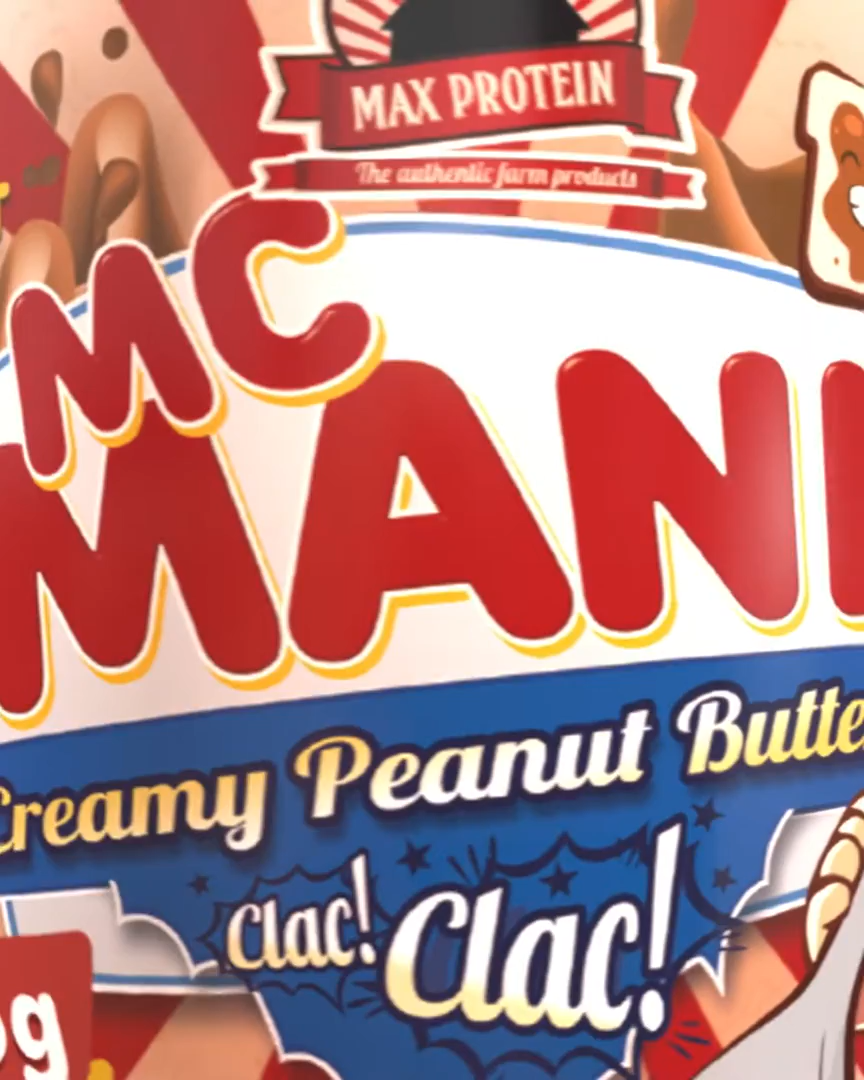 MAX PROTEIN
The authentic farm products
MC
MANI
Creamy Peanut Butte
Clac! Clac!
g